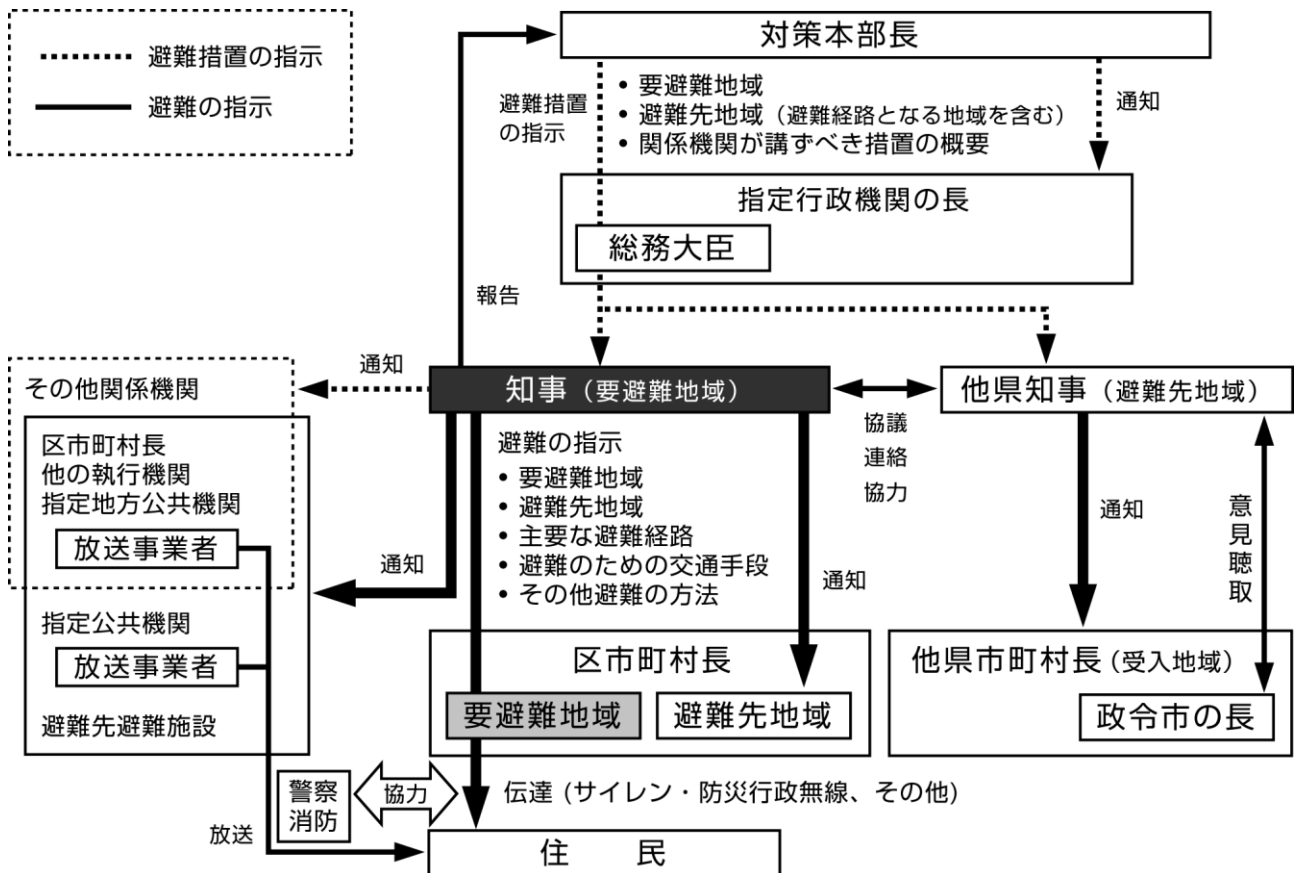 避難措置の指示
避難の指示
対策本部長
避難措置
の指示
• 要避難地域
• 避難先地域（避難経路となる地域を含む）
• 関係機関が講ずべき措置の概要
通知
指定行政機関の長
総務大臣
報告
通知
知事（要避難地域）
他県知事（避難先地域）
協議
連絡
協力
その他関係機関
区市町村長
他の執行機関
指定地方公共機関
放送事業者
指定公共機関
放送事業者
避難先避難施設
通知
避難の指示
• 要避難地域
• 避難先地域
• 主要な避難経路
• 避難のための交通手段
• その他避難の方法
通知
通知
意見聴取
区市町村長
要避難地域
避難先地域
他県市町村長（受入地域）
政令市の長
警察
消防
協力
伝達 (サイレン・防災行政無線、その他)
放送
住　　民